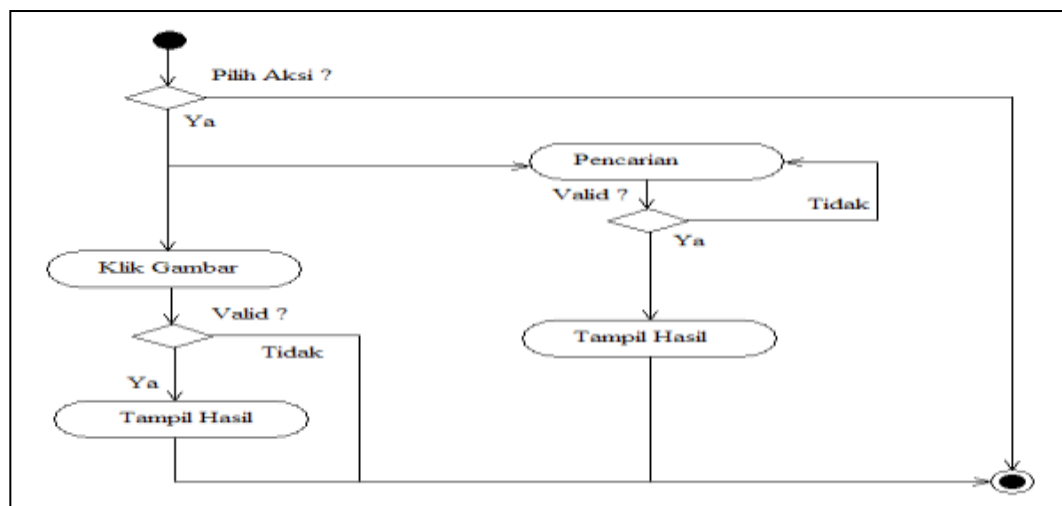 Pilih Aksi ?
Ya
Pencarian
Valid ?
Tidak
Ya
Klik Gambar
Valid ?
Tidak
Tampil Hasil
Ya
Tampil Hasil